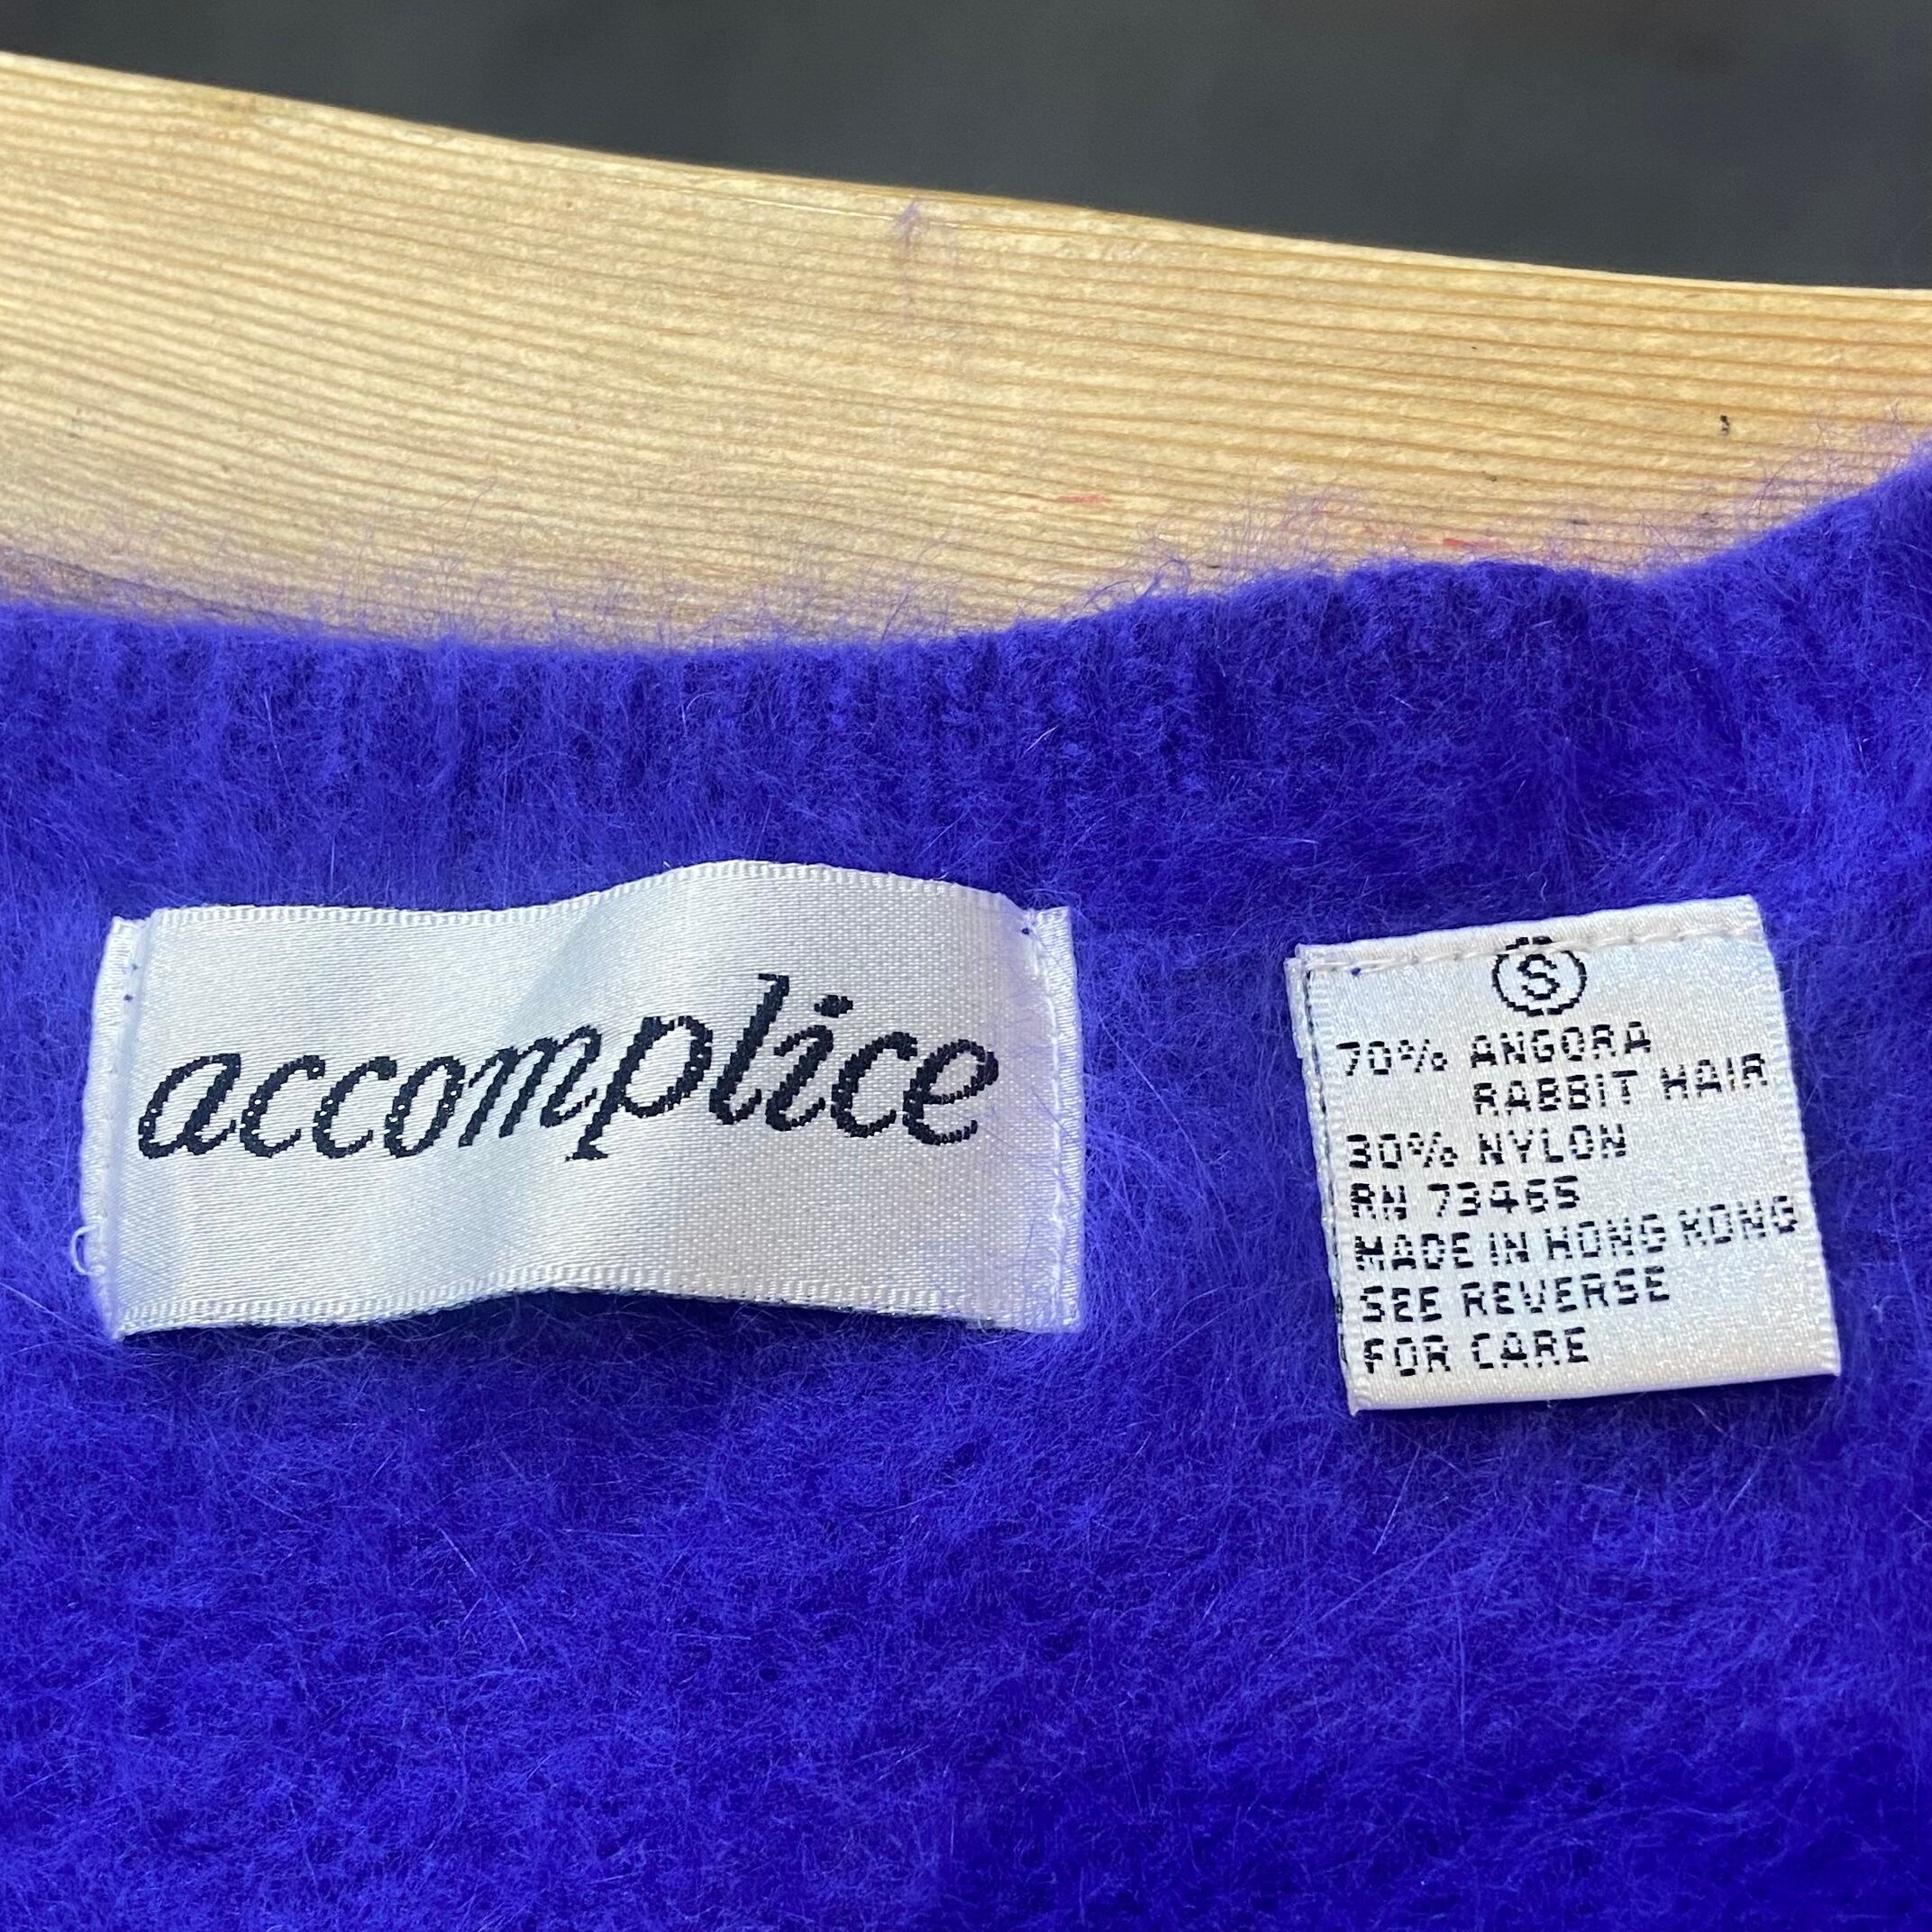 accomplice
S
70% ANGORA
RABBIT HAIR
30% NYLON
RN 73465
MADE IN HONG KONG
SEE REVERSE
FOR CARE